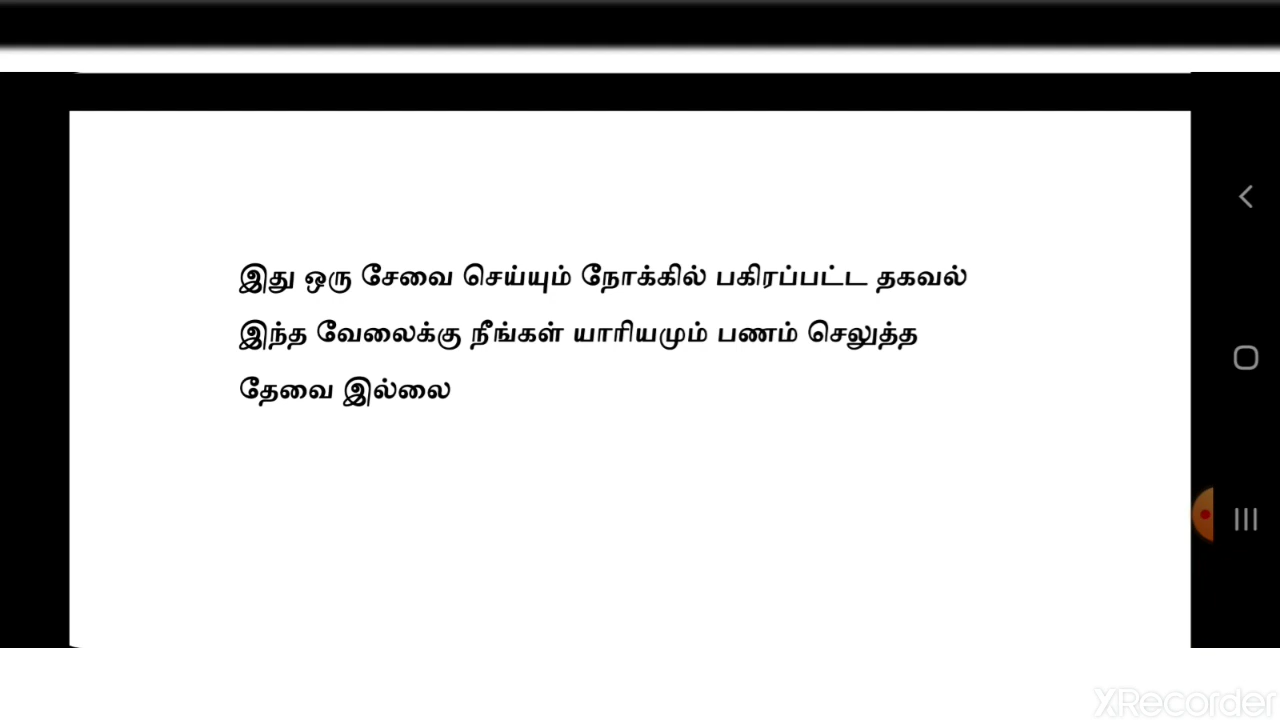 இது ஒரு சேவை செய்யும் நோக்கில் பகிரப்பட்ட தகவல்
இந்த வேலைக்கு நீங்கள் யாரியமும் பணம் செலுத்த
தேவை இல்லை
XRecorder